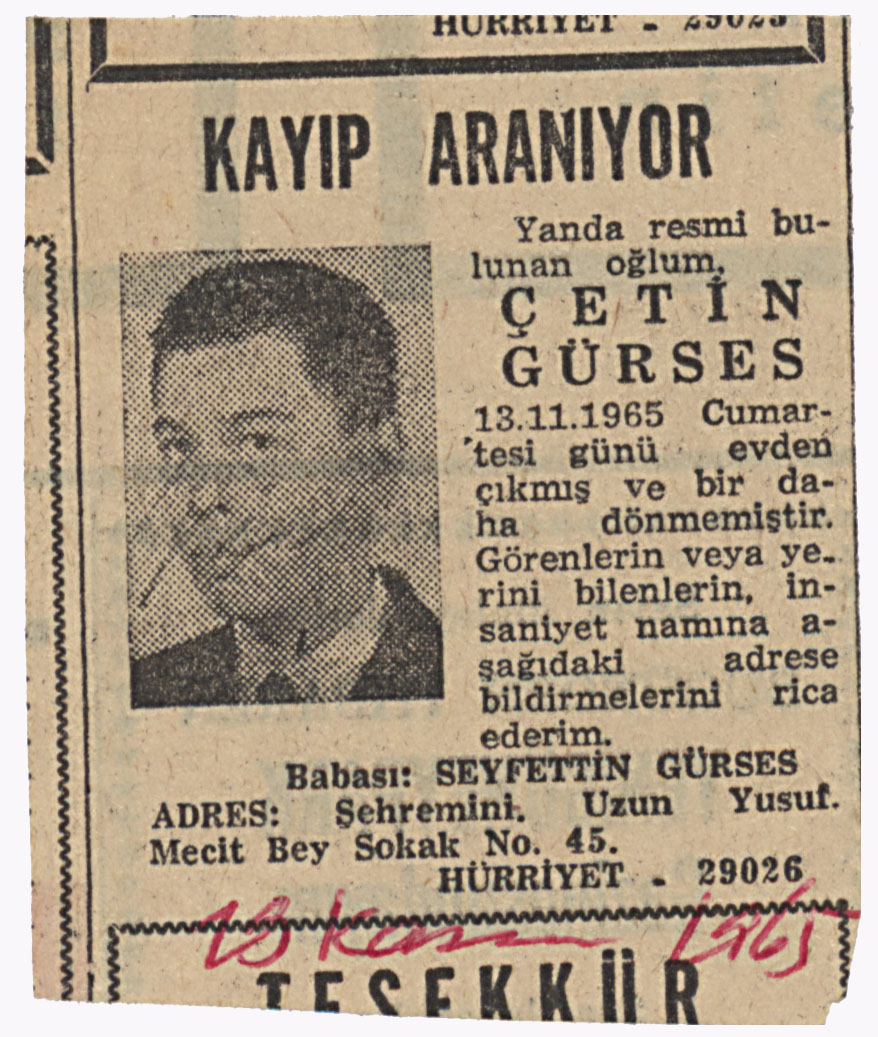 HÜRRİYET - 29025
KAYIP ARANIYOR
Yanda resmi bu-
lunan oğlum,
ÇETİN
GÜRSES
13.11.1965 Cumar-
tesi günü evden
çıkmış ve bir da-
ha dönmemiştir.
Görenlerin veya ye-
rini bilenlerin, in-
saniyet namına a-
şağıdaki adrese
bildirmelerini rica
ederim.
Babası: SEYFETTİN GÜRSES
ADRES: Şehremini. Uzun Yusuf.
Mecit Bey Sokak No. 45.
HÜRRİYET - 29026
Kasım 1965
TEŞEKKÜR